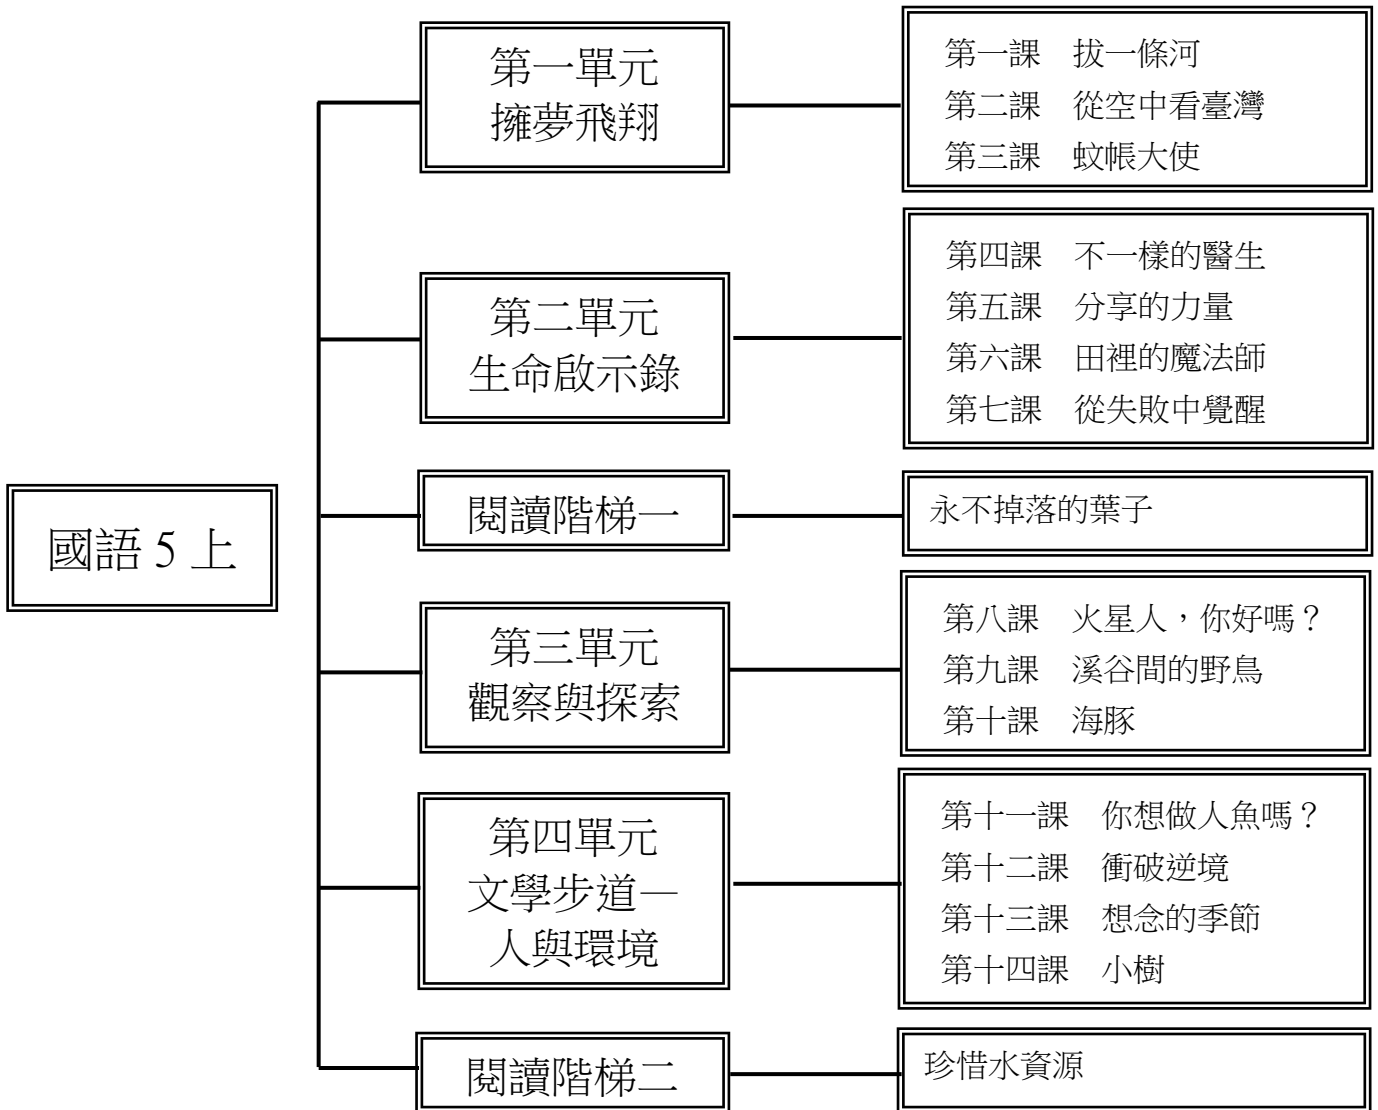 國語 5 上
第一單元
擁夢飛翔
第一課　拔一條河
第二課　從空中看臺灣
第三課　蚊帳大使
第二單元
生命啟示錄
第四課　不一樣的醫生
第五課　分享的力量
第六課　田裡的魔法師
第七課　從失敗中覺醒
閱讀階梯一
永不掉落的葉子
第三單元
觀察與探索
第八課　火星人，你好嗎？
第九課　溪谷間的野鳥
第十課　海豚
第四單元
文學步道—
人與環境
第十一課　你想做人魚嗎？
第十二課　衝破逆境
第十三課　想念的季節
第十四課　小樹
閱讀階梯二
珍惜水資源